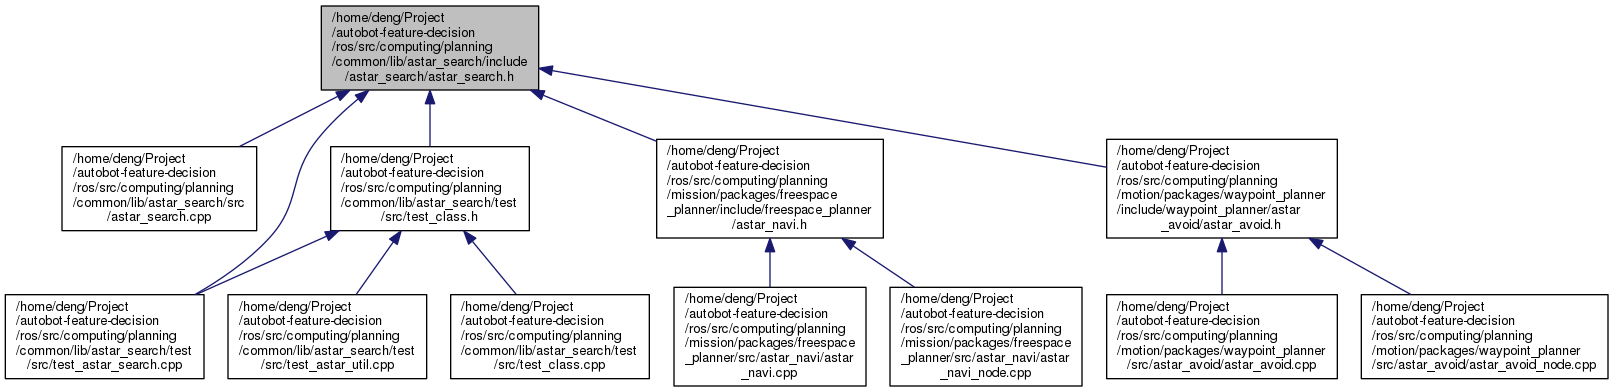 /home/deng/Project
/autobot-feature-decision
/ros/src/computing/planning
/common/lib/astar_search/include
/astar_search/astar_search.h
/home/deng/Project
/autobot-feature-decision
/ros/src/computing/planning
/common/lib/astar_search/src
/astar_search.cpp
/home/deng/Project
/autobot-feature-decision
/ros/src/computing/planning
/common/lib/astar_search/test
/src/test_class.h
/home/deng/Project
/autobot-feature-decision
/ros/src/computing/planning
/mission/packages/freespace
_planner/include/freespace_planner
/astar_navi.h
/home/deng/Project
/autobot-feature-decision
/ros/src/computing/planning
/motion/packages/waypoint_planner
/include/waypoint_planner/astar
_avoid/astar_avoid.h
/home/deng/Project
/autobot-feature-decision
/ros/src/computing/planning
/common/lib/astar_search/test
/src/test_astar_search.cpp
/home/deng/Project
/autobot-feature-decision
/ros/src/computing/planning
/common/lib/astar_search/test
/src/test_astar_util.cpp
/home/deng/Project
/autobot-feature-decision
/ros/src/computing/planning
/common/lib/astar_search/test
/src/test_class.cpp
/home/deng/Project
/autobot-feature-decision
/ros/src/computing/planning
/mission/packages/freespace
_planner/src/astar_navi/astar
_navi.cpp
/home/deng/Project
/autobot-feature-decision
/ros/src/computing/planning
/mission/packages/freespace
_planner/src/astar_navi/astar
_navi_node.cpp
/home/deng/Project
/autobot-feature-decision
/ros/src/computing/planning
/motion/packages/waypoint_planner
/src/astar_avoid/astar_avoid.cpp
/home/deng/Project
/autobot-feature-decision
/ros/src/computing/planning
/motion/packages/waypoint_planner
/src/astar_avoid/astar_avoid_node.cpp